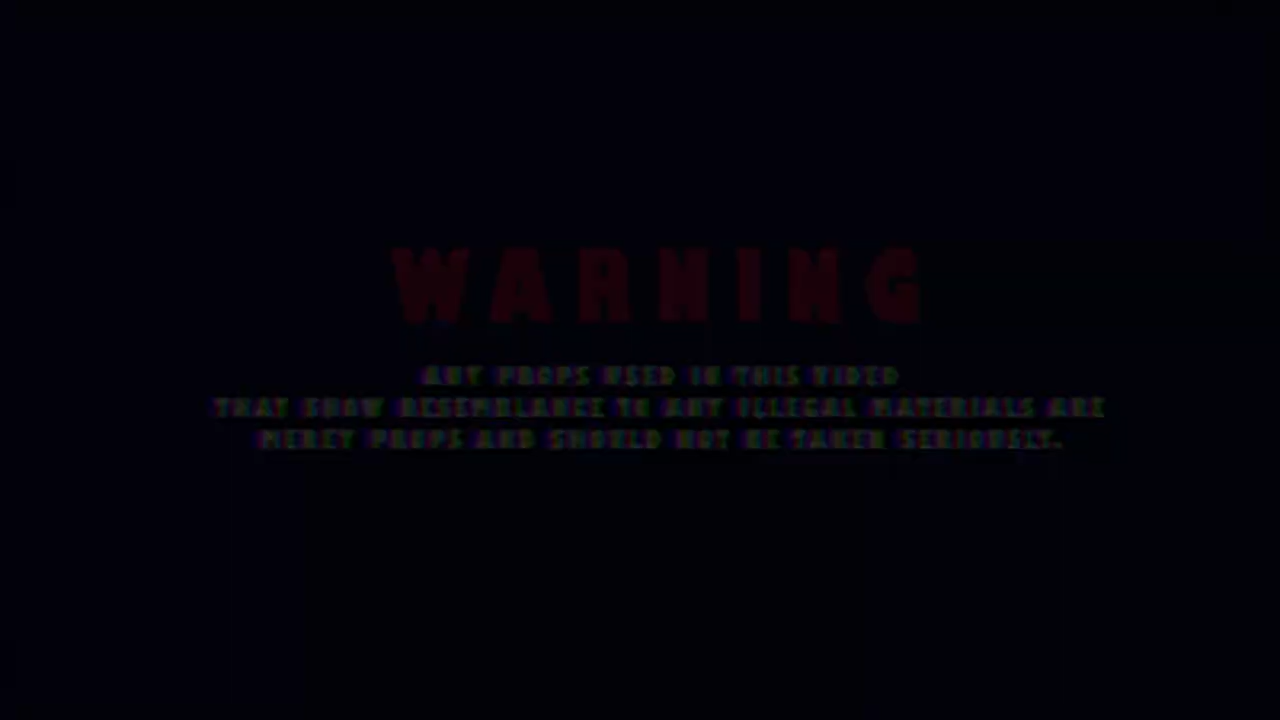 WARNING
ANY PROPS USED IN THIS VIDEO
THAT SHOW RESEMBLANCE TO ANY ILLEGAL MATERIALS ARE
MERELY PROPS AND SHOULD NOT BE TAKEN SERIOUSLY.